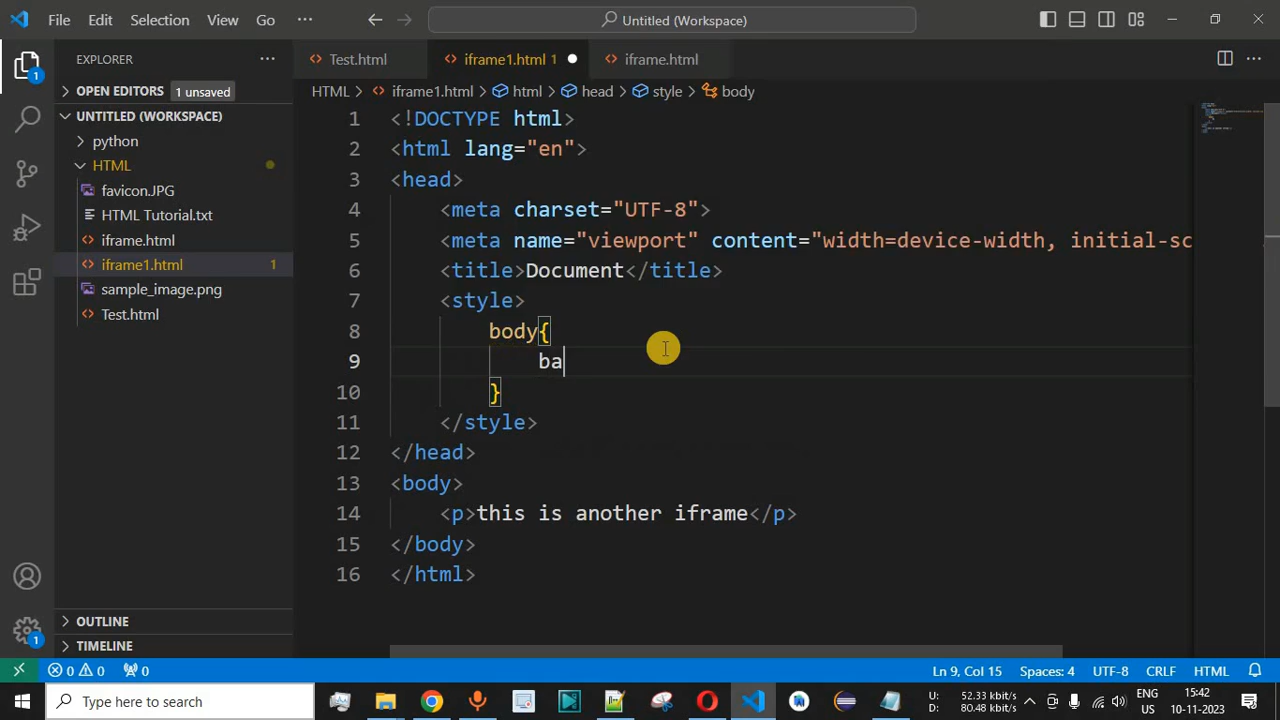 File Edit Selection View Go ··· Untitled (Workspace)
EXPLORER ···
OPEN EDITORS 1 unsaved
UNTITLED (WORKSPACE)
python
HTML
favicon.JPG
HTML Tutorial.txt
iframe.html
iframe1.html 1
sample_image.png
Test.html
OUTLINE
TIMELINE
1
1
Test.html iframe1.html 1 iframe.html ···
HTML > iframe1.html > html > head > style > body
1 <!DOCTYPE html>
2 <html lang="en">
3 <head>
4 <meta charset="UTF-8">
5 <meta name="viewport" content="width=device-width, initial-sc
6 <title>Document</title>
7 <style>
8 body{
9 ba
10 }
11 </style>
12 </head>
13 <body>
14 <p>this is another iframe</p>
15 </body>
16 </html>
0 0 0 Ln 9, Col 15 Spaces: 4 UTF-8 CRLF HTML
Type here to search
U: 52.33 kbit/s
D: 80.48 kbit/s
ENG
US
15:42
10-11-2023